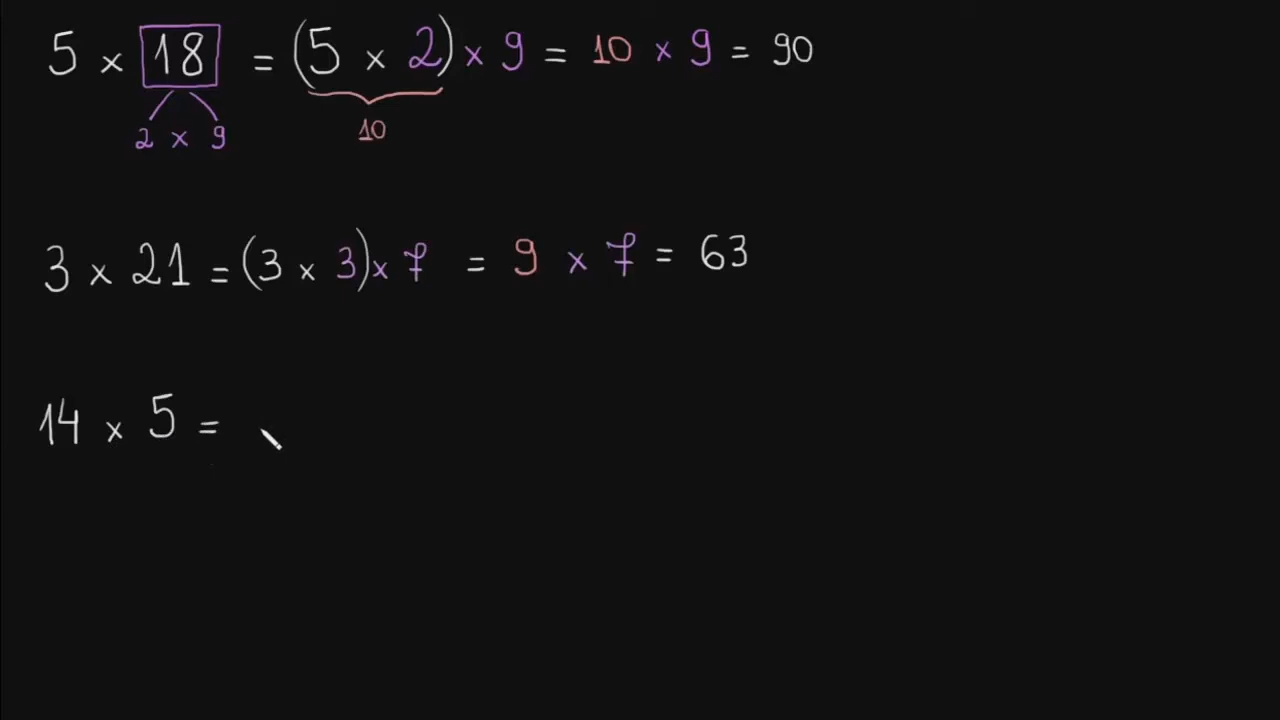 5 × 18 = (5 × 2) × 9 = 10 × 9 = 90
2 × 9
10
3 × 21 = (3 × 3) × 7 = 9 × 7 = 63
14 × 5 =